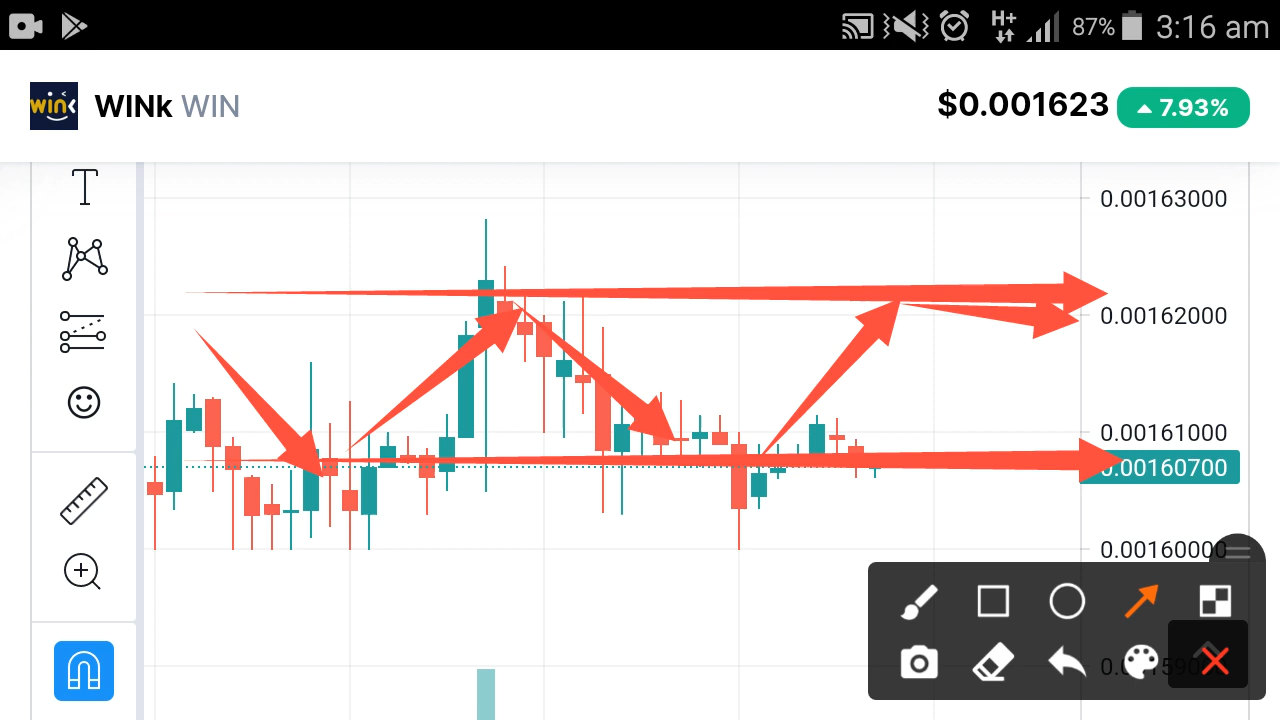 H+ 87% 3:16 am
wink WINk WIN $0.001623 7.93%
T
0.00163000
0.00162000
0.00161000
0.00160700
0.00160000